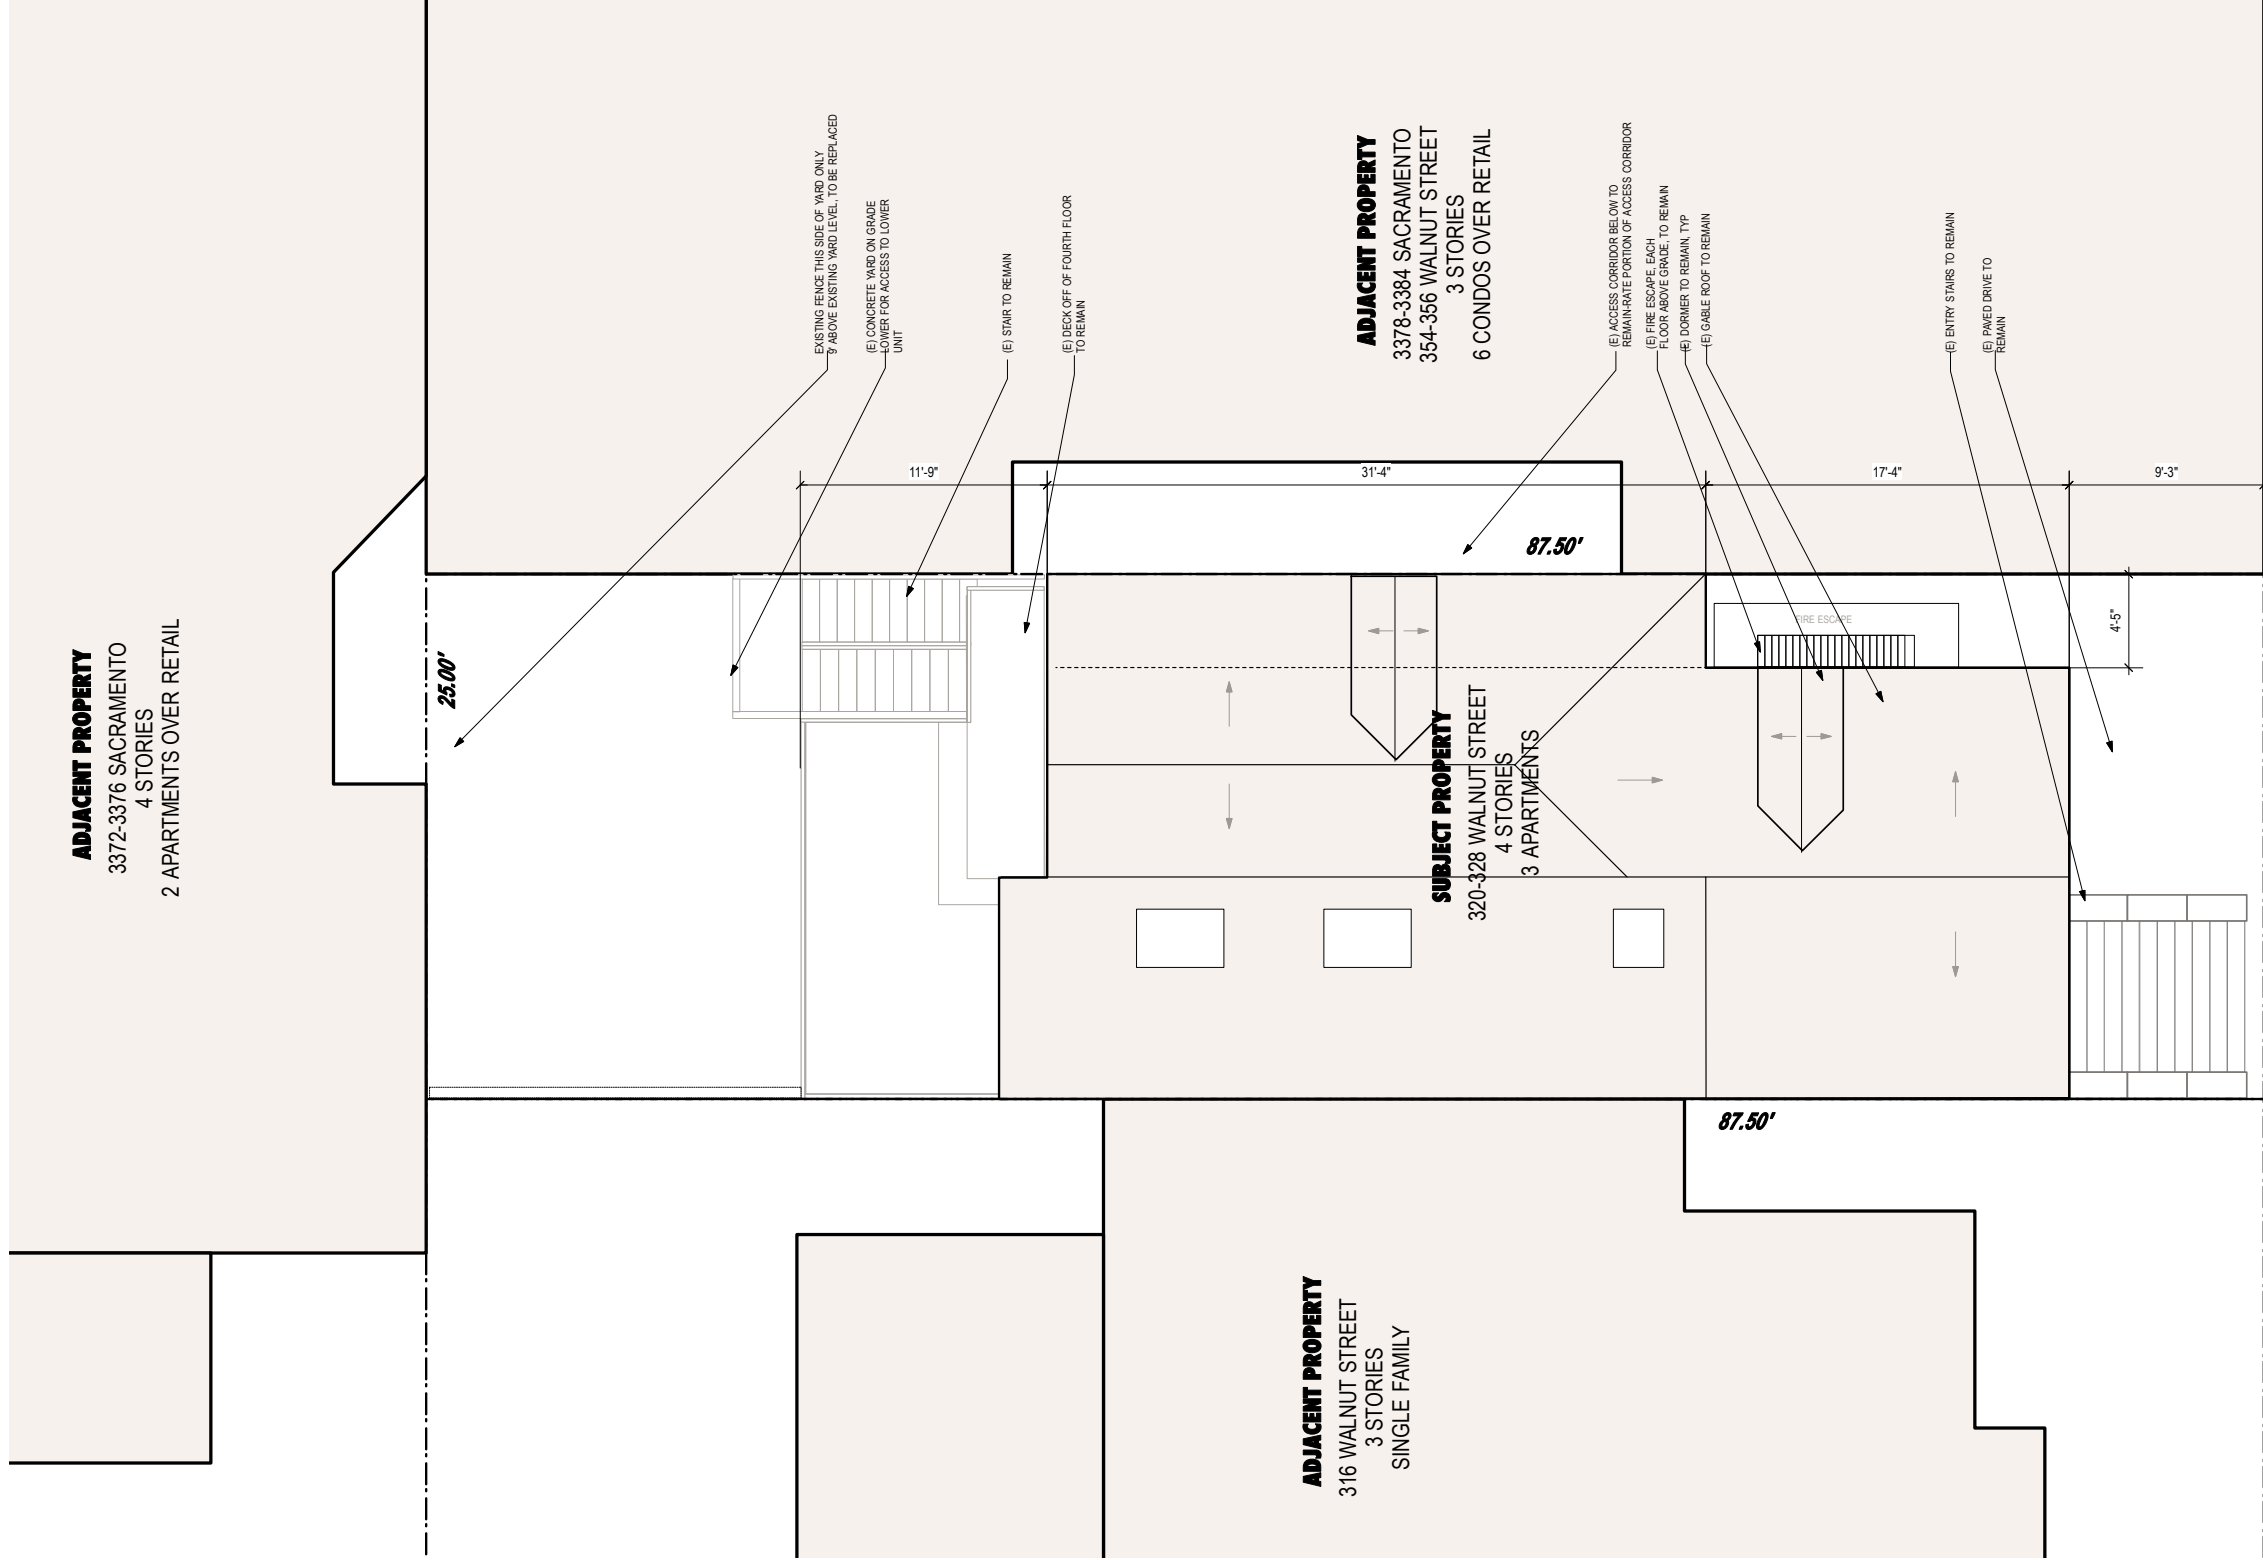 ADJACENT PROPERTY
3372-3376 SACRAMENTO
4 STORIES
2 APARTMENTS OVER RETAIL
25.00'
EXISTING FENCE THIS SIDE OF YARD ONLY
9' ABOVE EXISTING YARD LEVEL, TO BE REPLACED
(E) CONCRETE YARD ON GRADE
LOWER FOR ACCESS TO LOWER
UNIT
(E) STAIR TO REMAIN
(E) DECK OFF OF FOURTH FLOOR
TO REMAIN
ADJACENT PROPERTY
3378-3384 SACRAMENTO
354-356 WALNUT STREET
3 STORIES
6 CONDOS OVER RETAIL
(E) ACCESS CORRIDOR BELOW TO
REMAIN-RATE PORTION OF ACCESS CORRIDOR
(E) FIRE ESCAPE, EACH
FLOOR ABOVE GRADE, TO REMAIN
(E) DORMER TO REMAIN, TYP
(E) GABLE ROOF TO REMAIN
(E) ENTRY STAIRS TO REMAIN
(E) PAVED DRIVE TO
REMAIN
11'-9"
31'-4"
17'-4"
9'-3"
87.50'
FIRE ESCAPE
4'-5"
SUBJECT PROPERTY
320-328 WALNUT STREET
4 STORIES
3 APARTMENTS
87.50'
ADJACENT PROPERTY
316 WALNUT STREET
3 STORIES
SINGLE FAMILY